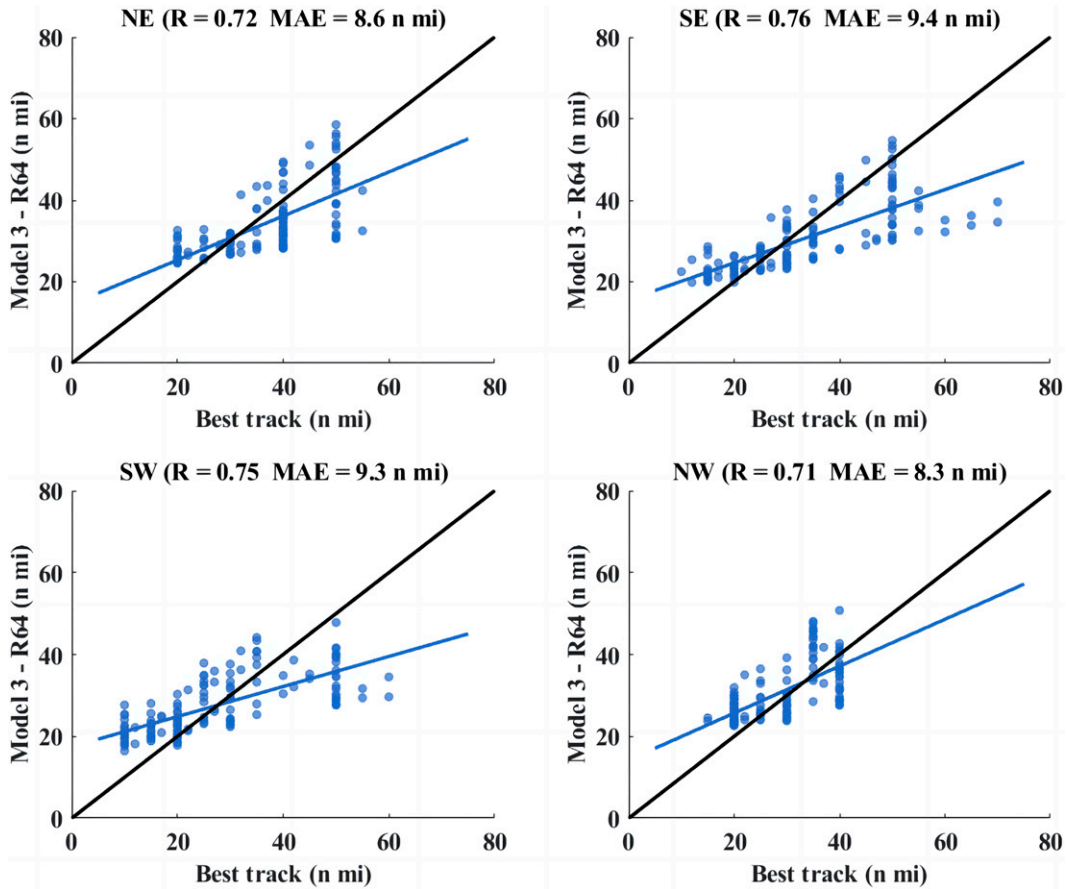 NE (R = 0.72 MAE = 8.6 n mi)
80
60
40
20
0
Model 3 - R64 (n mi)
0 20 40 60 80
Best track (n mi)
SE (R = 0.76 MAE = 9.4 n mi)
80
60
40
20
0
Model 3 - R64 (n mi)
0 20 40 60 80
Best track (n mi)
SW (R = 0.75 MAE = 9.3 n mi)
80
60
40
20
0
Model 3 - R64 (n mi)
0 20 40 60 80
Best track (n mi)
NW (R = 0.71 MAE = 8.3 n mi)
80
60
40
20
0
Model 3 - R64 (n mi)
0 20 40 60 80
Best track (n mi)